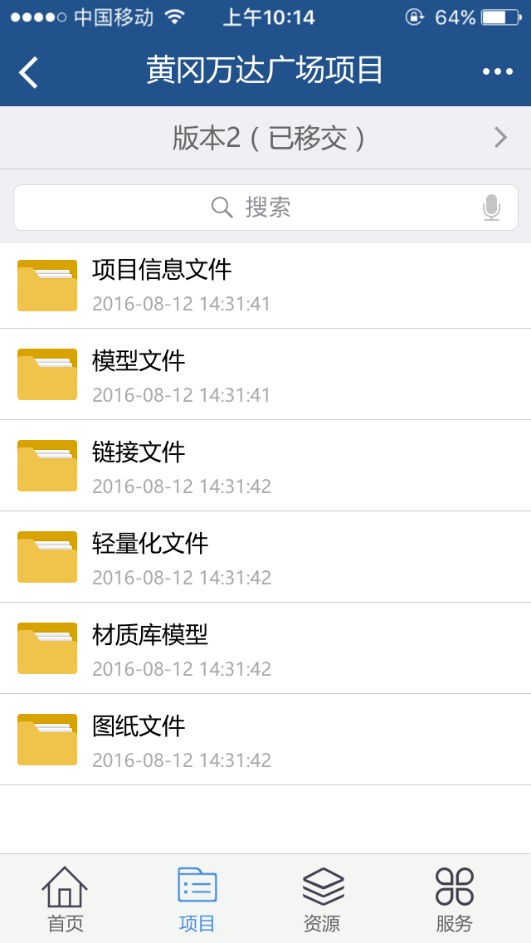 中国移动 上午10:14 64%
黄冈万达广场项目
版本2（已移交）
搜索
项目信息文件
2016-08-12 14:31:41
模型文件
2016-08-12 14:31:41
链接文件
2016-08-12 14:31:42
轻量化文件
2016-08-12 14:31:42
材质库模型
2016-08-12 14:31:42
图纸文件
2016-08-12 14:31:42
首页 项目 资源 服务